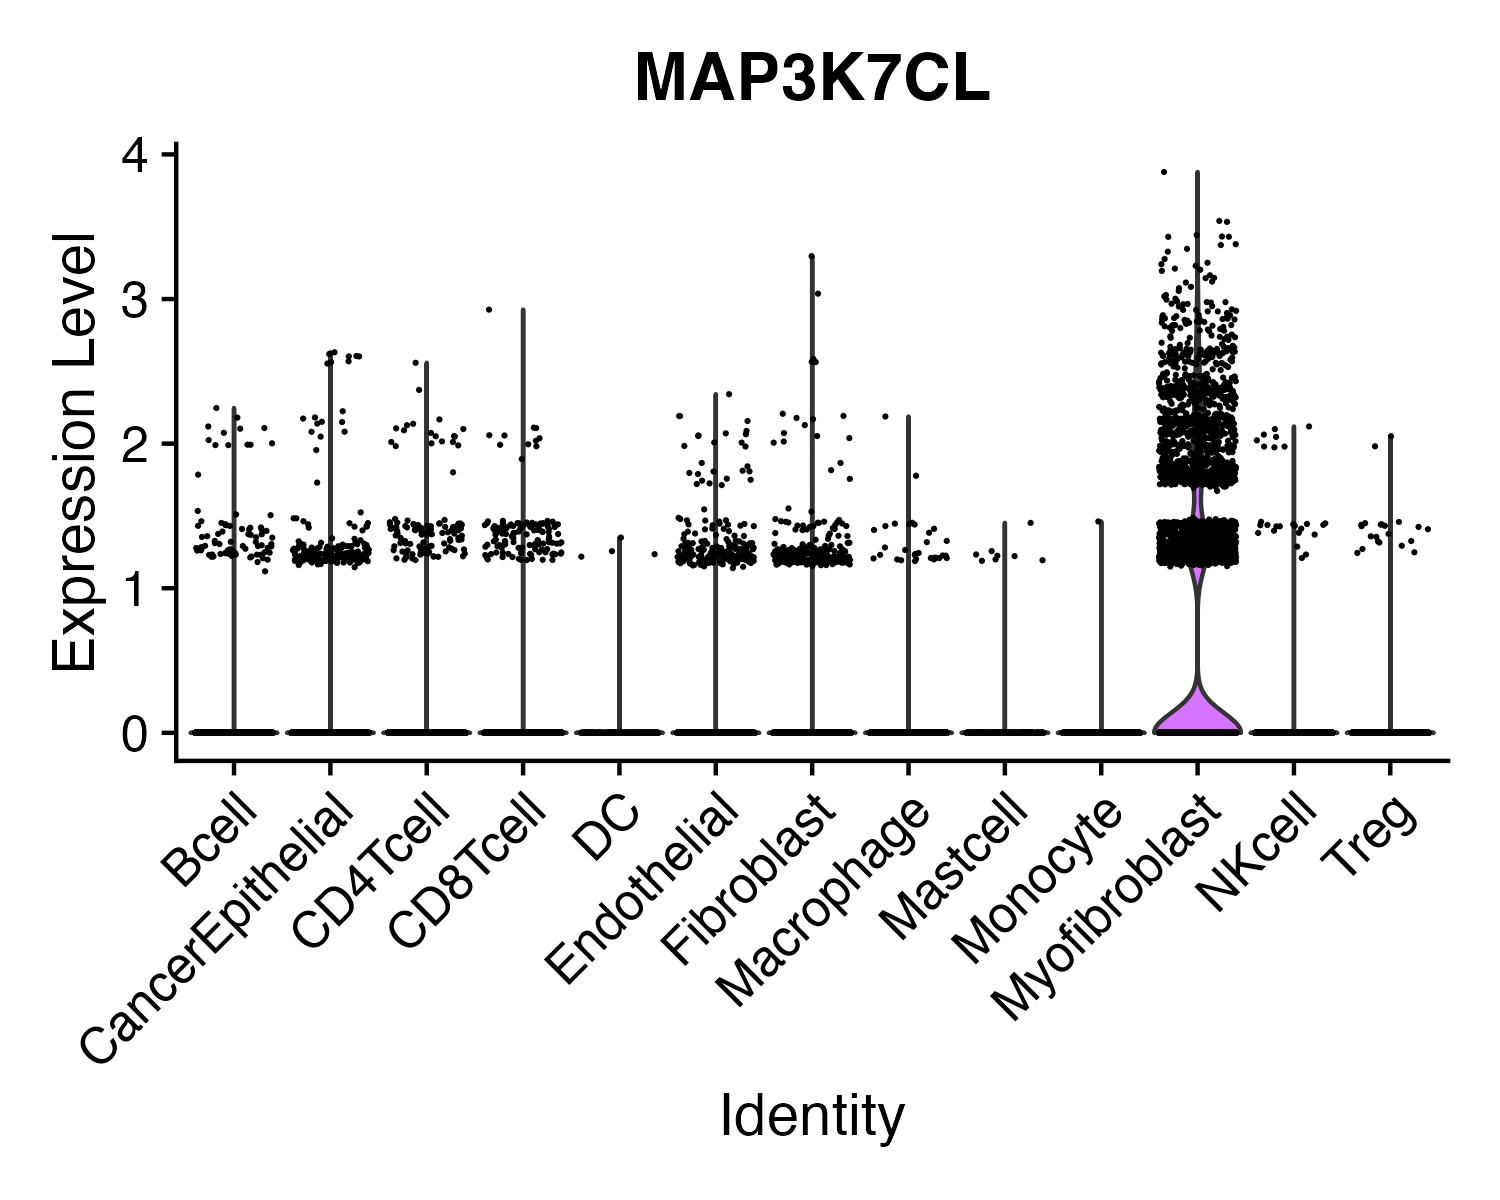 MAP3K7CL
Expression Level
4
3
2
1
0
Bcell
CancerEpithelial
CD4Tcell
CD8Tcell
DC
Endothelial
Fibroblast
Macrophage
Mastcell
Monocyte
Myofibroblast
NKcell
Treg
Identity